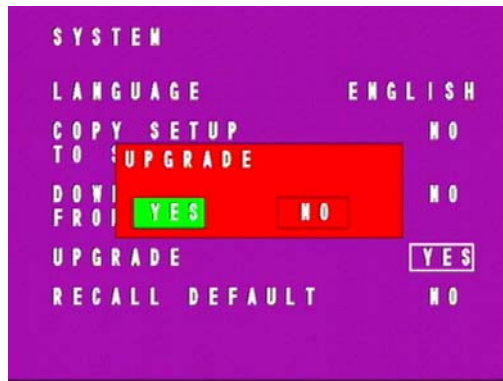 SYSTEM
LANGUAGE ENGLISH
COPY SETUP NO
TO
UPGRADE
NO
YES NO
UPGRADE YES
RECALL DEFAULT NO